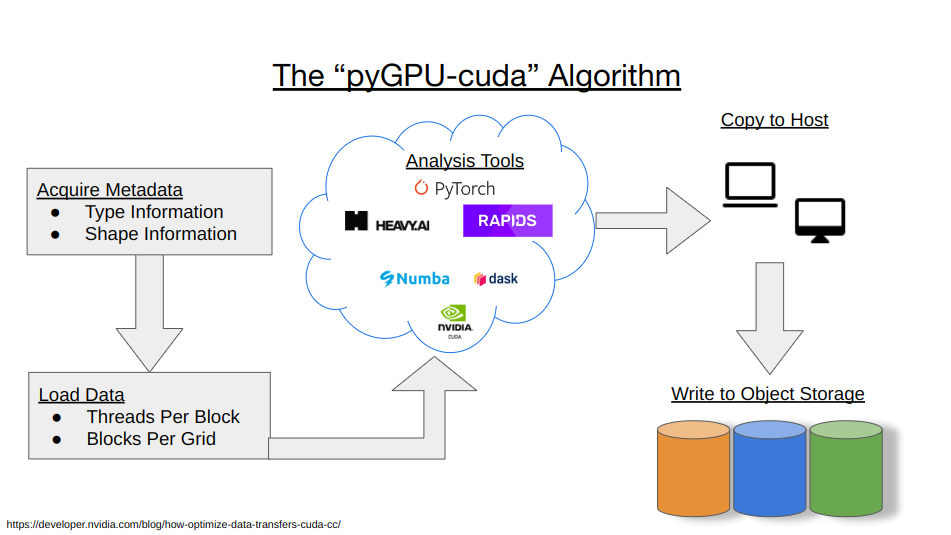 The “pyGPU-cuda” Algorithm
Acquire Metadata
● Type Information
● Shape Information
Load Data
● Threads Per Block
● Blocks Per Grid
Analysis Tools
PyTorch
HEAVY.AI
RAPIDS
Numba
dask
NVIDIA.
CUDA
Copy to Host
Write to Object Storage
https://developer.nvidia.com/blog/how-optimize-data-transfers-cuda-cc/